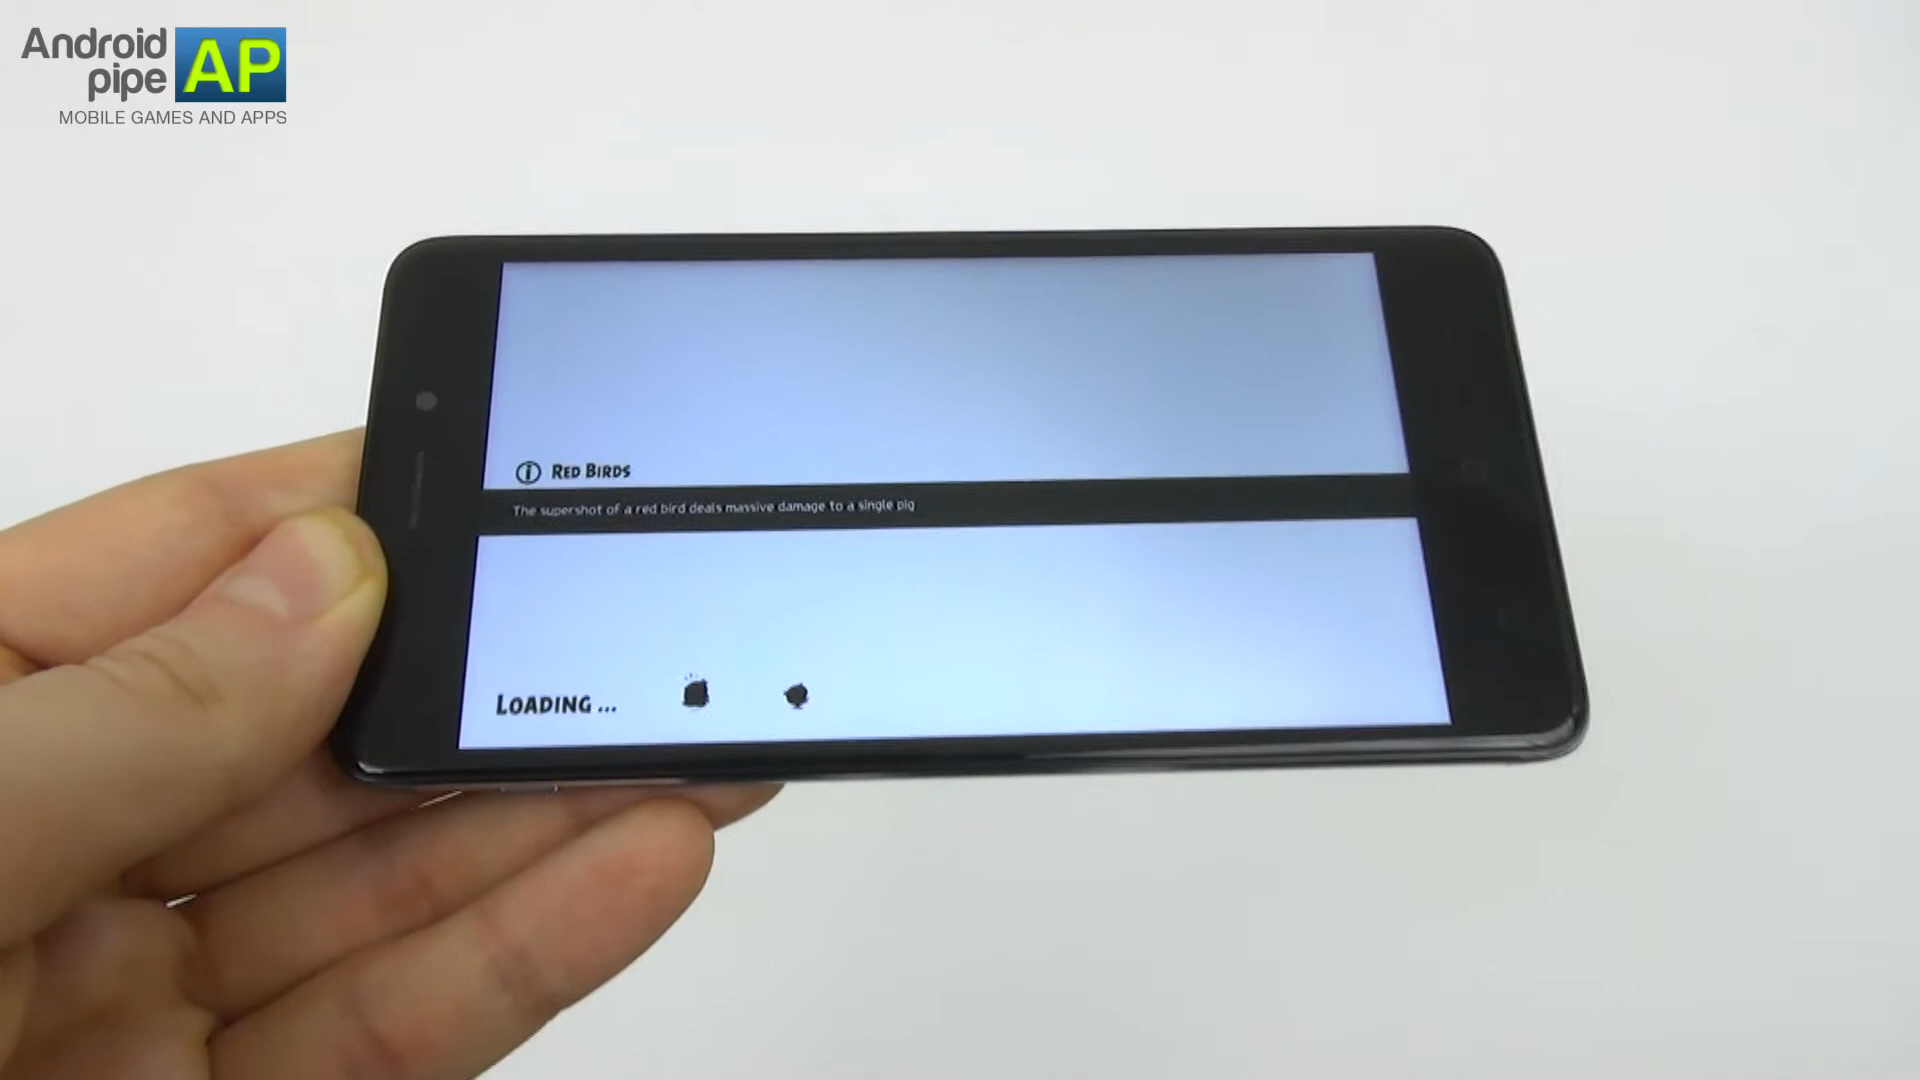 Android
pipe
AP
MOBILE GAMES AND APPS
i RED BIRDS
The supershot of a red bird deals massive damage to a single pig
LOADING ...